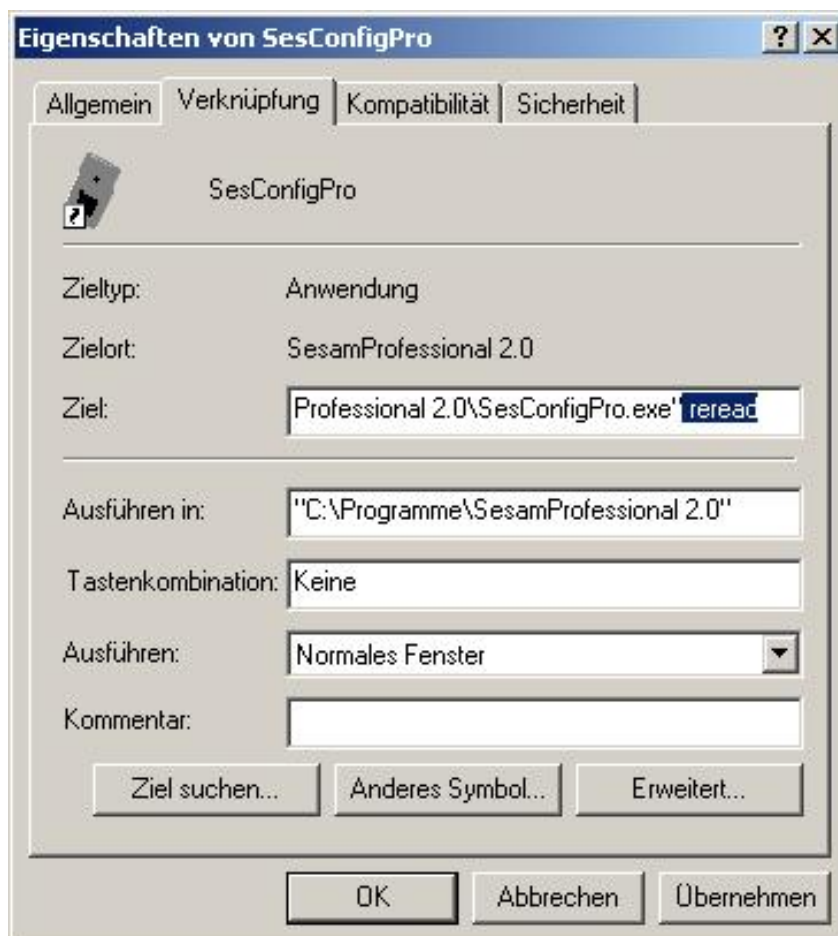 Eigenschaften von SesConfigPro
Allgemein Verknüpfung Kompatibilität Sicherheit
SesConfigPro
Zieltyp: Anwendung
Zielort: SesamProfessional 2.0
Ziel: Professional 2.0\SesConfigPro.exe" reread
Ausführen in: "C:\Programme\SesamProfessional 2.0"
Tastenkombination: Keine
Ausführen: Normales Fenster
Kommentar:
Ziel suchen... Anderes Symbol... Erweitert...
OK Abbrechen Übernehmen